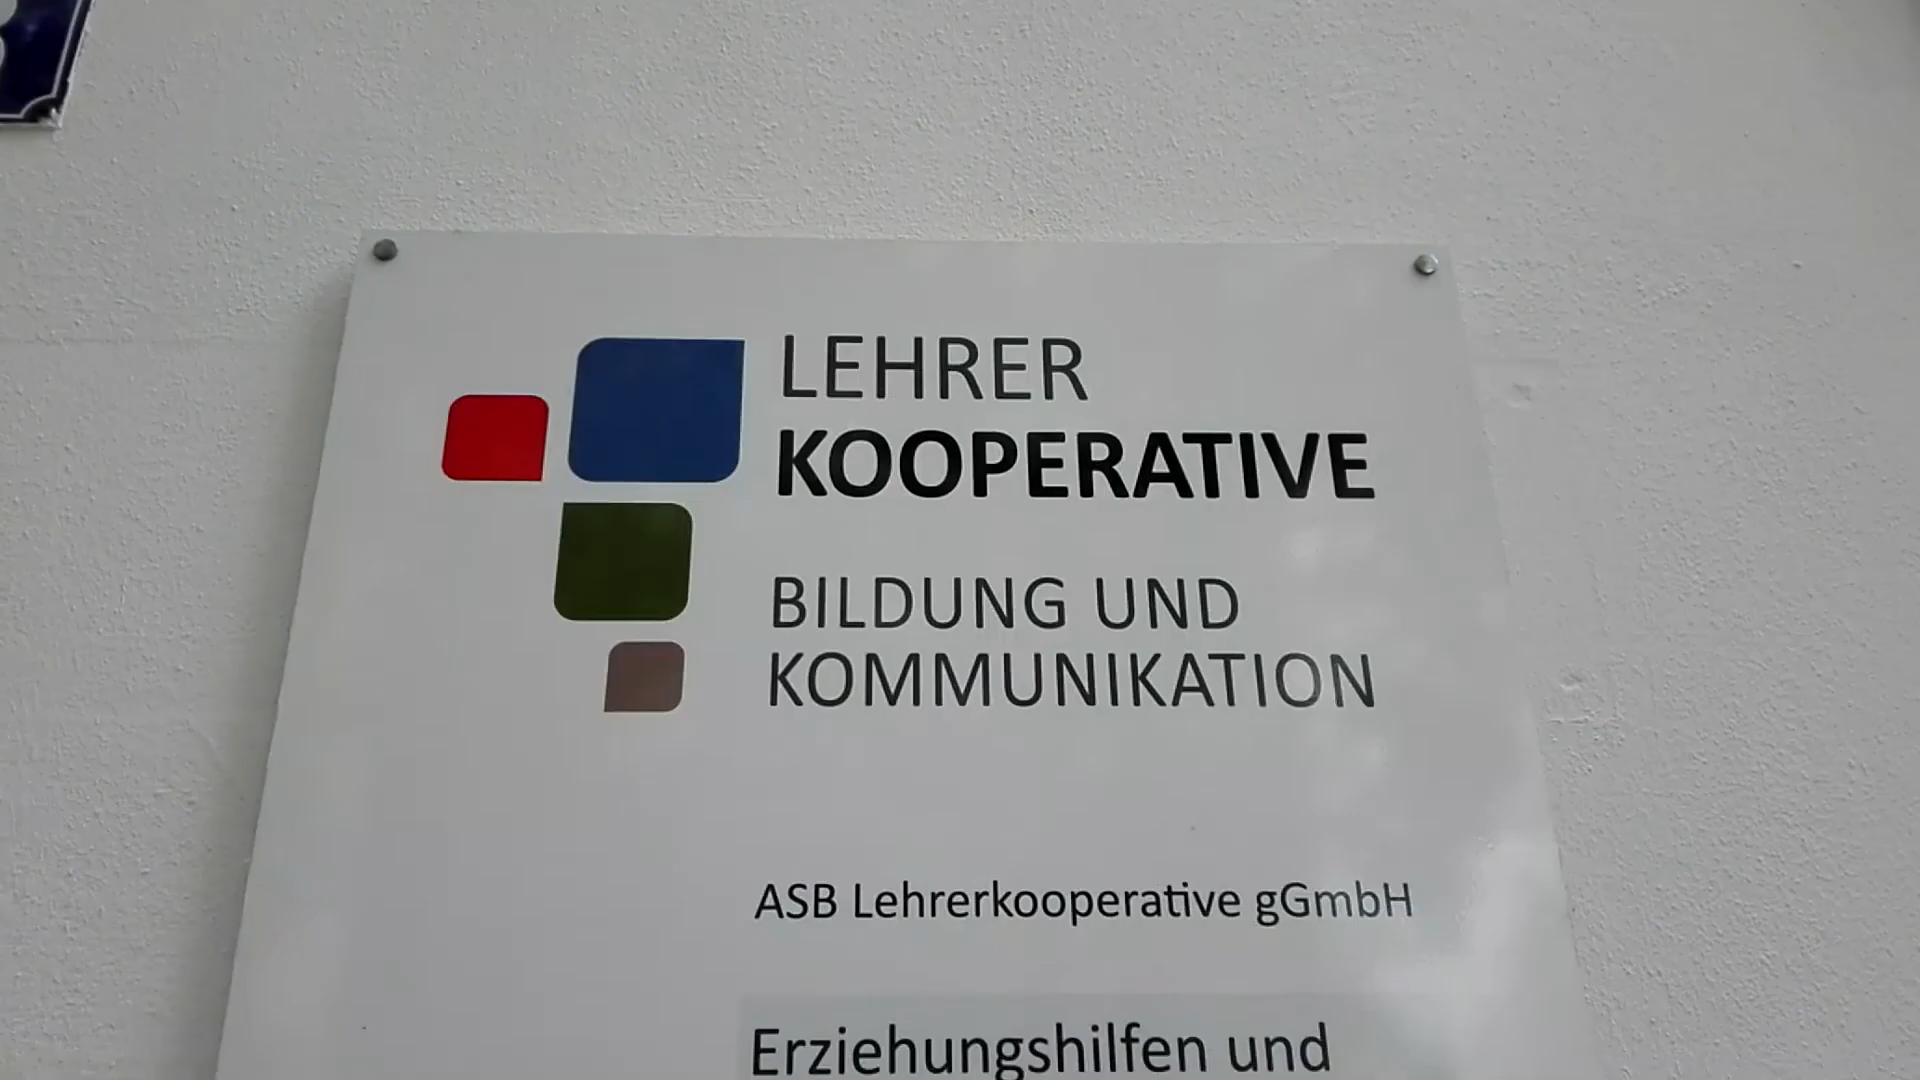 LEHRER
KOOPERATIVE
BILDUNG UND
KOMMUNIKATION
ASB Lehrerkooperative gGmbH
Erziehungshilfen und